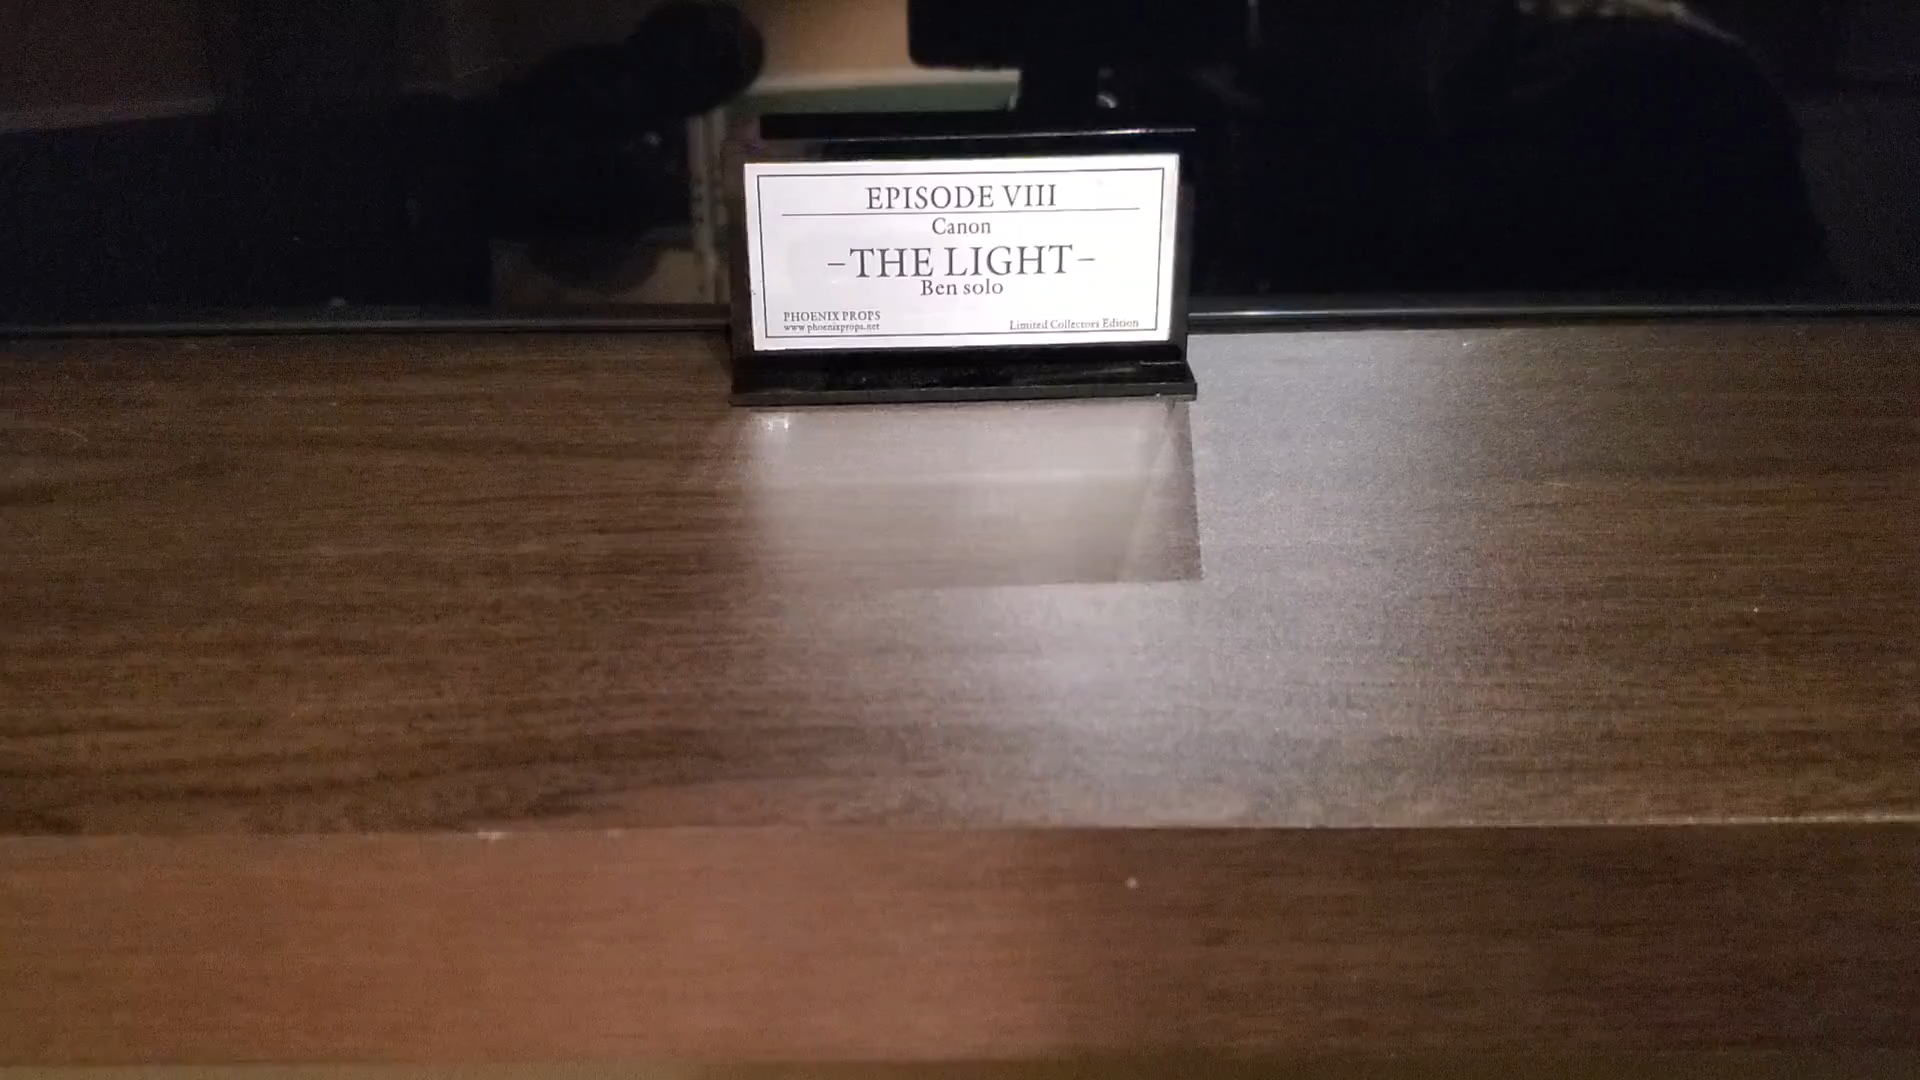 EPISODE VIII
Canon
-THE LIGHT-
Ben solo
PHOENIX PROPS
www.phoenixprops.net
Limited Collectors Edition